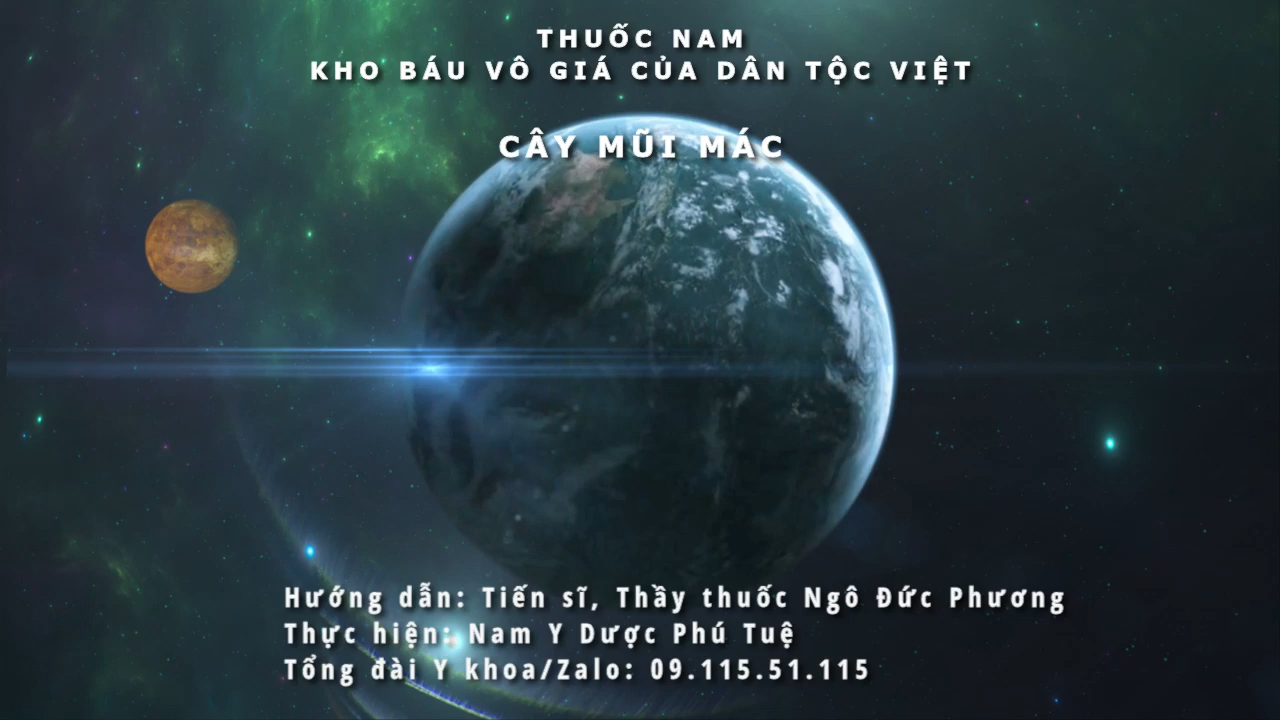 THUỐC NAM
KHO BÁU VÔ GIÁ CỦA DÂN TỘC VIỆT
CÂY MŨI MÁC
Hướng dẫn: Tiến sĩ, Thầy thuốc Ngô Đức Phương
Thực hiện: Nam Y Dược Phú Tuệ
Tổng đài Y khoa/Zalo: 09.115.51.115